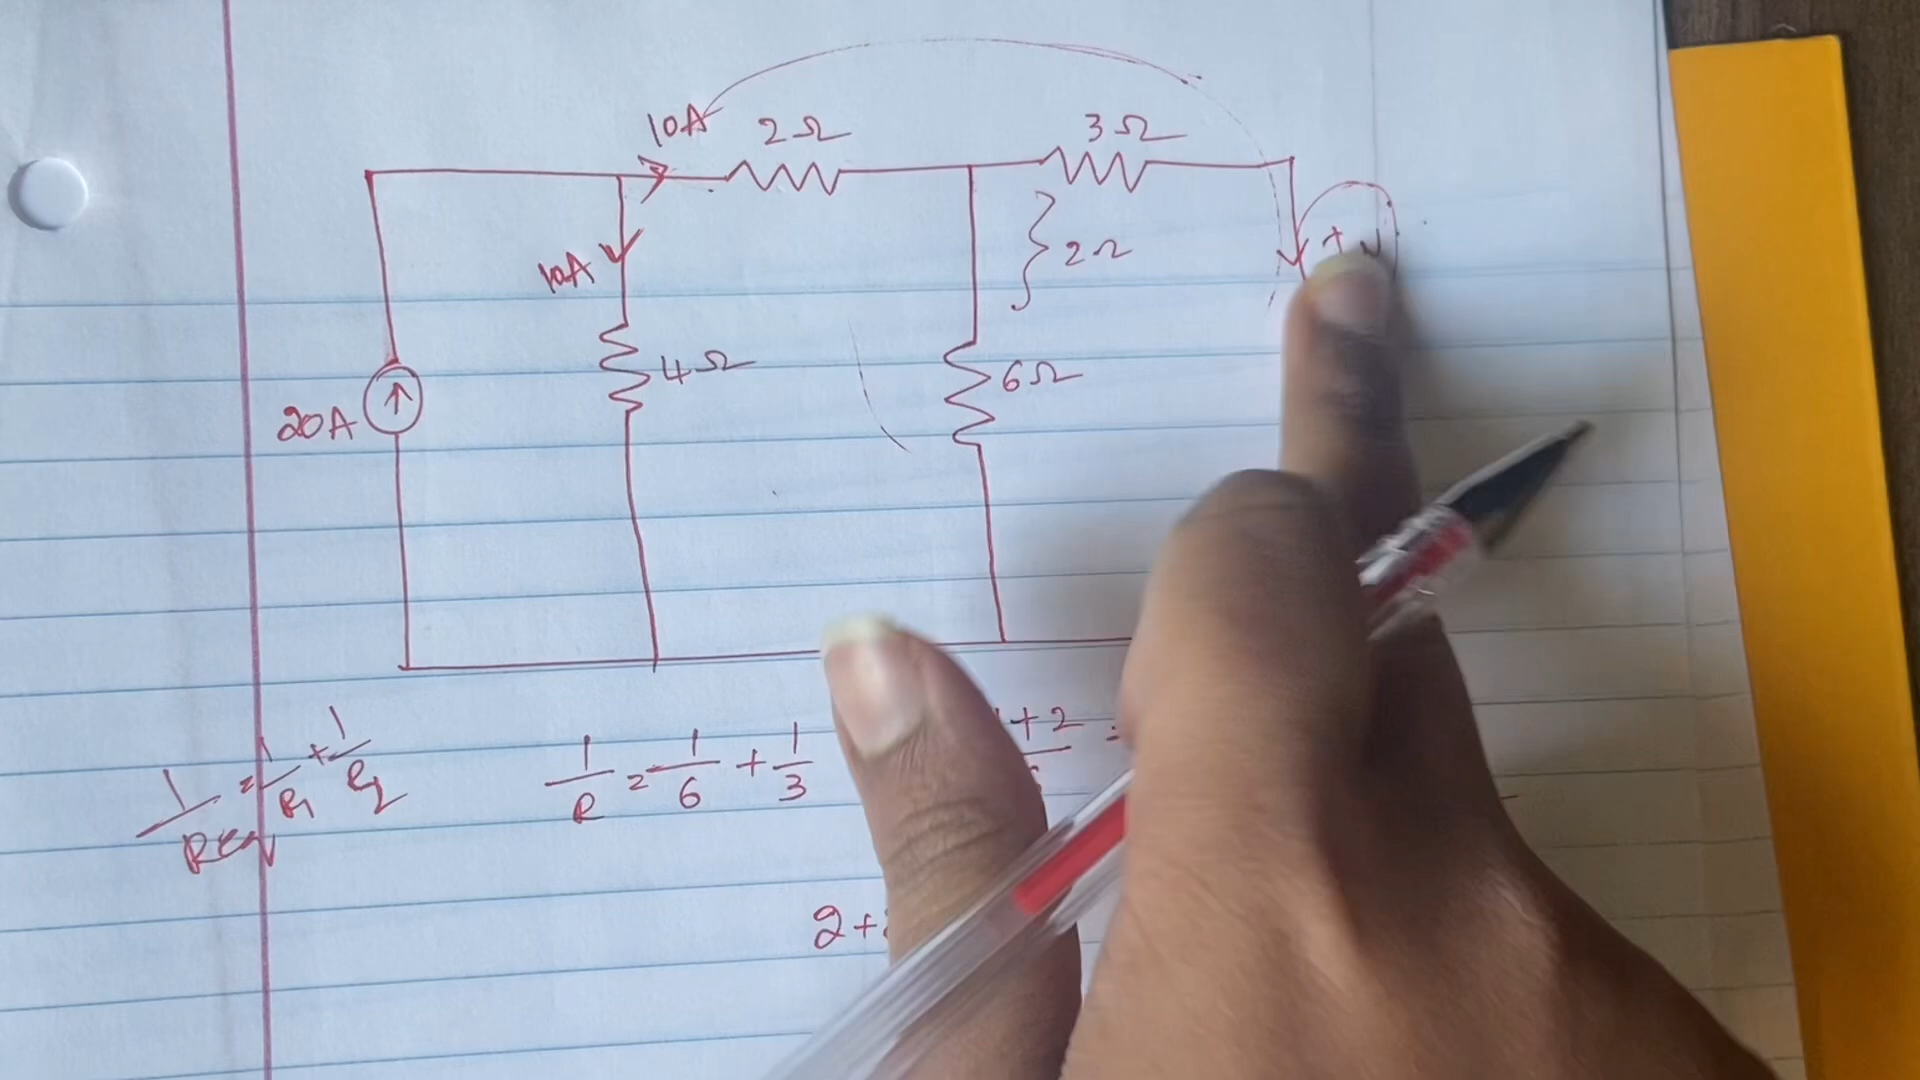 10A 2Ω 3Ω
10A 2Ω +
4Ω 6Ω
20A
1/Req = 1/R1 + 1/R2
1/R = 1/6 + 1/3
+ 2
2+